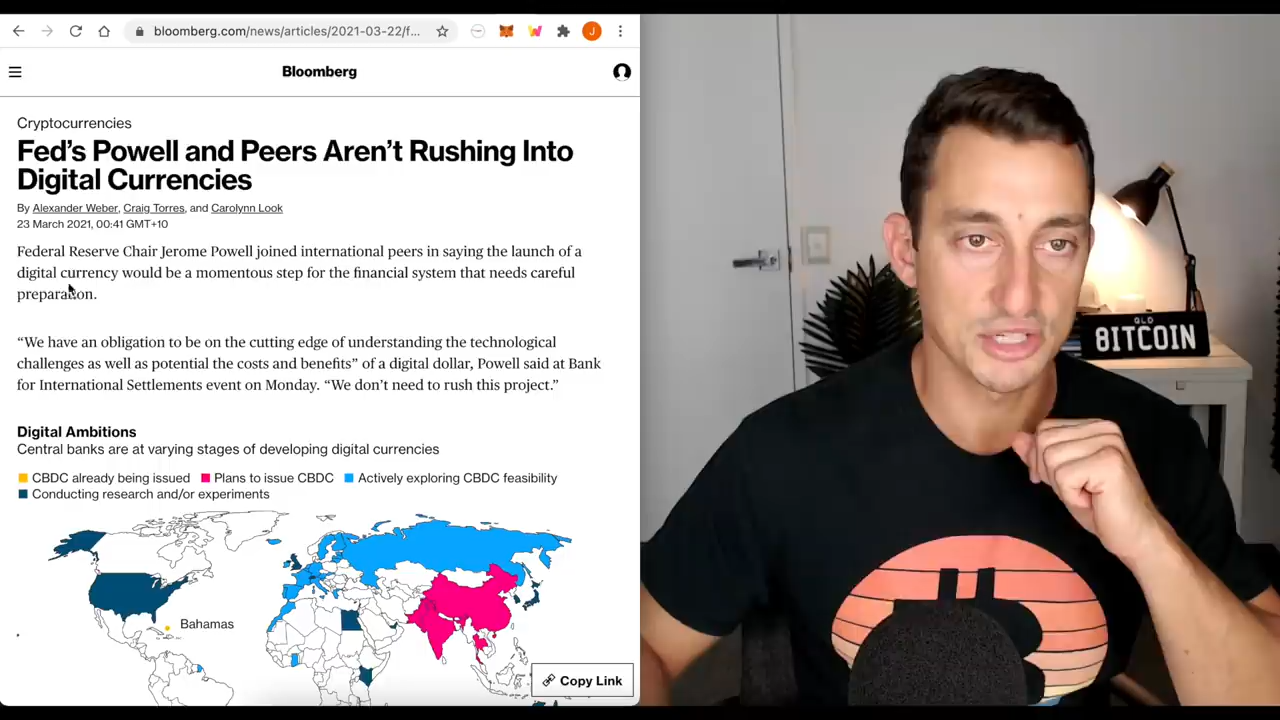 bloomberg.com/news/articles/2021-03-22/f...
J
Bloomberg
Cryptocurrencies
Fed's Powell and Peers Aren't Rushing Into
Digital Currencies
By Alexander Weber, Craig Torres, and Carolynn Look
23 March 2021, 00:41 GMT+10
Federal Reserve Chair Jerome Powell joined international peers in saying the launch of a
digital currency would be a momentous step for the financial system that needs careful
preparation.
“We have an obligation to be on the cutting edge of understanding the technological
challenges as well as potential the costs and benefits” of a digital dollar, Powell said at Bank
for International Settlements event on Monday. “We don’t need to rush this project.”
Digital Ambitions
Central banks are at varying stages of developing digital currencies
CBDC already being issued Plans to issue CBDC Actively exploring CBDC feasibility
Conducting research and/or experiments
Bahamas
Copy Link
QLD
8ITCOIN